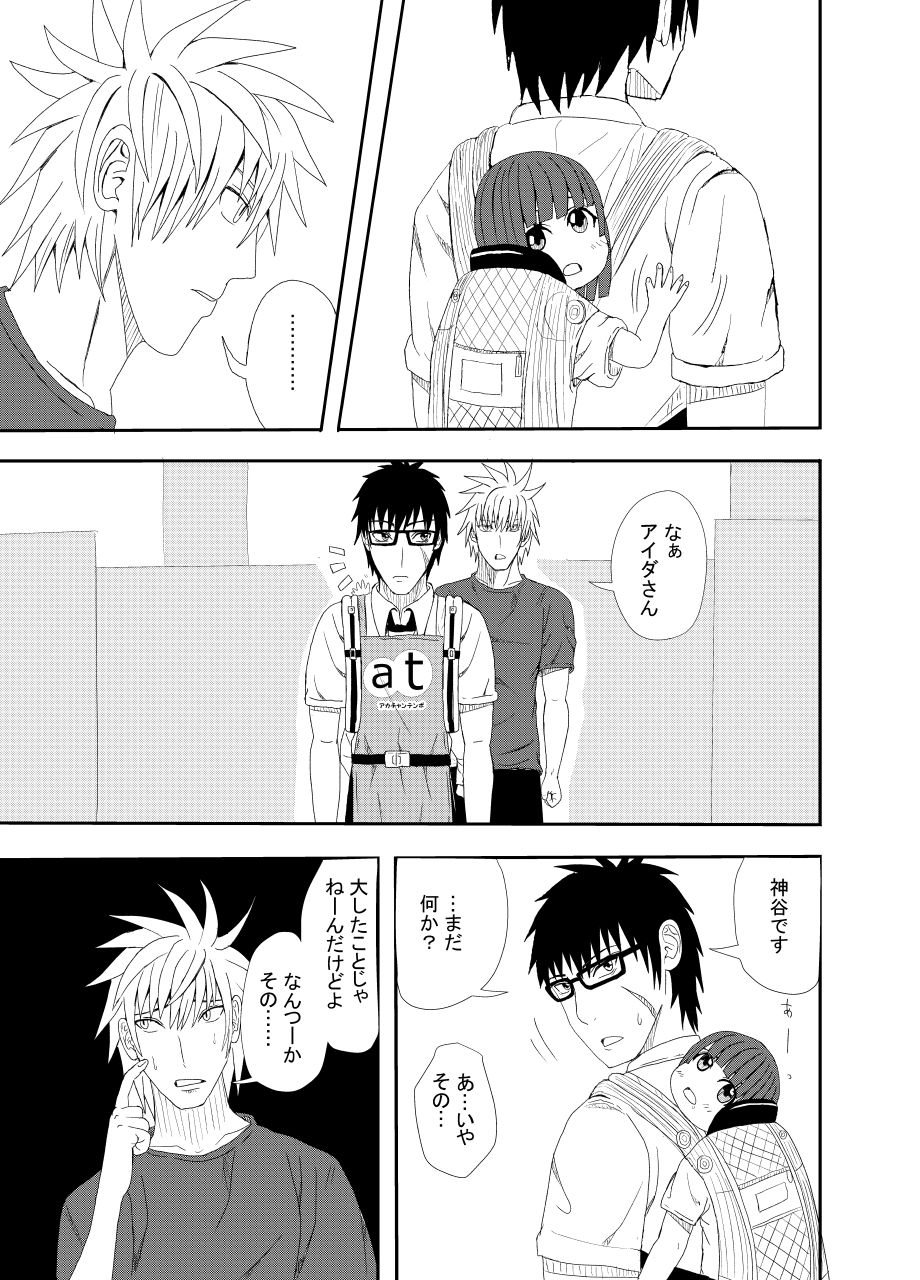 ………
なぁ
アイダさん
at
アカチャンテンポ
神谷です
…まだ
何か？
あー
あ…いや
その…
大したことじゃ
ねーんだけどよ
なんつーか
その……